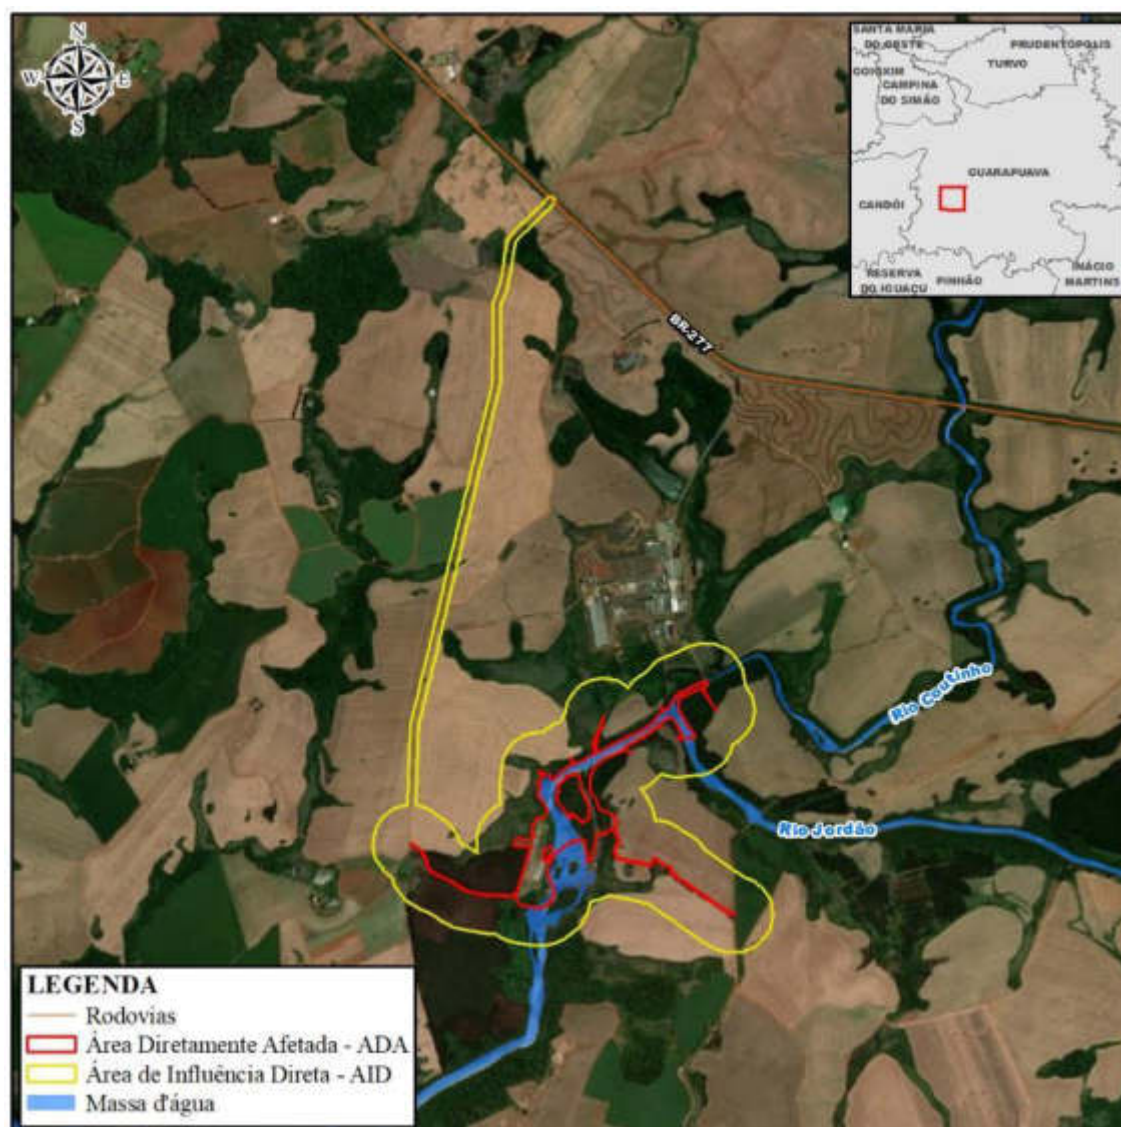 N
W E
S
SANTA MARIA
DO OESTE
PRUDENTÓPOLIS
TURVO
GOIOXIM
CAMPINA
DO SIMÃO
GUARAPUAVA
CANDÓI
RESERVA
DO IGUAÇÚ
PINHÃO
INÁCIO
MARTINS
BR-277
Rio Coutinho
Rio Jordão
LEGENDA
Rodovias
Área Diretamente Afetada - ADA
Área de Influência Direta - AID
Massa d'água